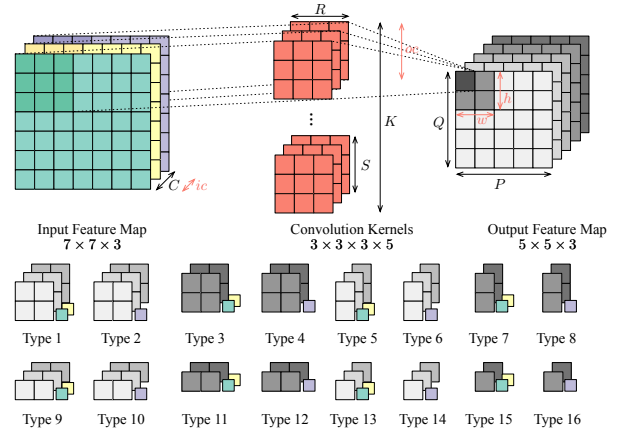 R
oc
K
Q
h
w
S
C
ic
P
Input Feature Map
7 × 7 × 3
Convolution Kernels
3 × 3 × 3 × 5
Output Feature Map
5 × 5 × 3
Type 1 Type 2 Type 3 Type 4 Type 5 Type 6 Type 7 Type 8
Type 9 Type 10 Type 11 Type 12 Type 13 Type 14 Type 15 Type 16